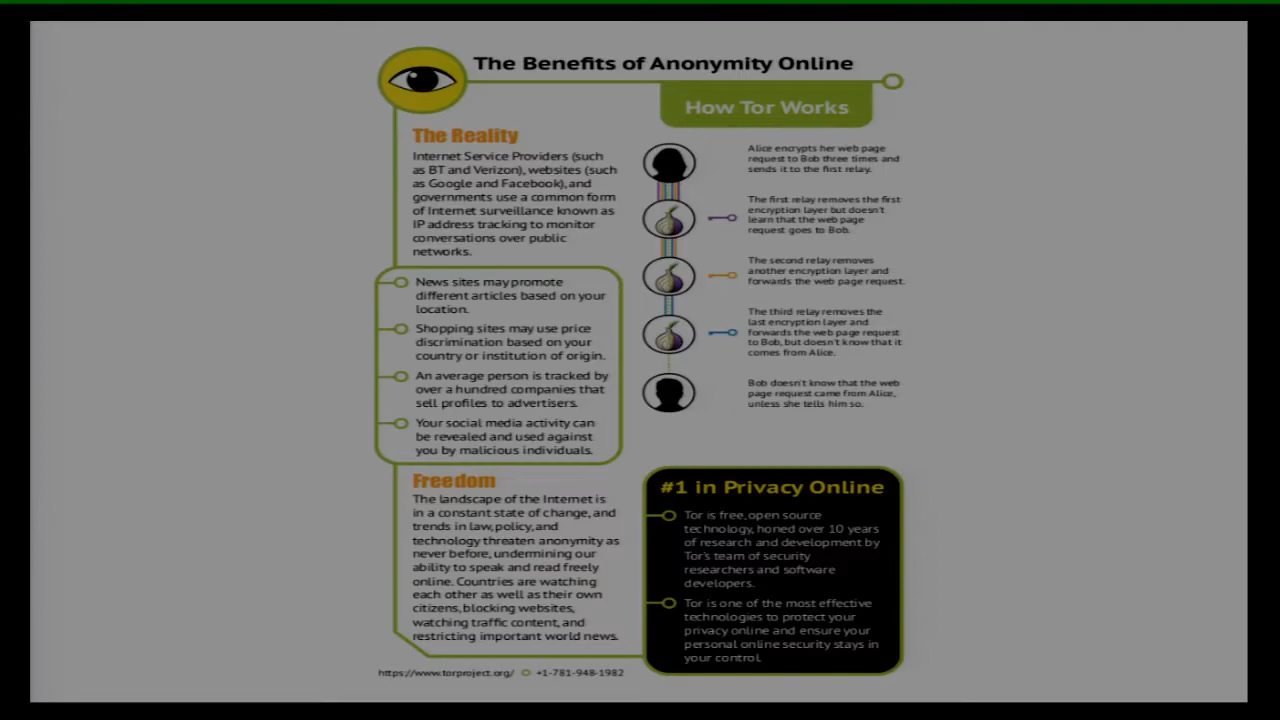 The Benefits of Anonymity Online
How Tor Works
The Reality
Internet Service Providers (such
as BT and Verizon), websites (such
as Google and Facebook), and
governments use a common form
of Internet surveillance known as
IP address tracking to monitor
conversations over public
networks.
News sites may promote
different articles based on your
location.
Shopping sites may use price
discrimination based on your
country or institution of origin.
An average person is tracked by
over a hundred companies that
sell profiles to advertisers.
Your social media activity can
be revealed and used against
you by malicious individuals.
Freedom
The landscape of the Internet is
in a constant state of change, and
trends in law, policy, and
technology threaten anonymity as
never before, undermining our
ability to speak and read freely
online. Countries are watching
each other as well as their own
citizens, blocking websites,
watching traffic content, and
restricting important world news.
https://www.torproject.org/
+1-781-948-1982
Alice encrypts her web page
request to Bob three times and
sends it to the first relay.
The first relay removes the first
encryption layer but doesn't
learn that the web page
request goes to Bob.
The second relay removes
another encryption layer and
forwards the web page request.
The third relay removes the
last encryption layer and
forwards the web page request
to Bob, but doesn't know that it
comes from Alice.
Bob doesn't know that the web
page request came from Alice,
unless she tells him so.
#1 in Privacy Online
Tor is free, open source
technology, honed over 10 years
of research and development by
Tor's team of security
researchers and software
developers.
Tor is one of the most effective
technologies to protect your
privacy online and ensure your
personal online security stays in
your control.